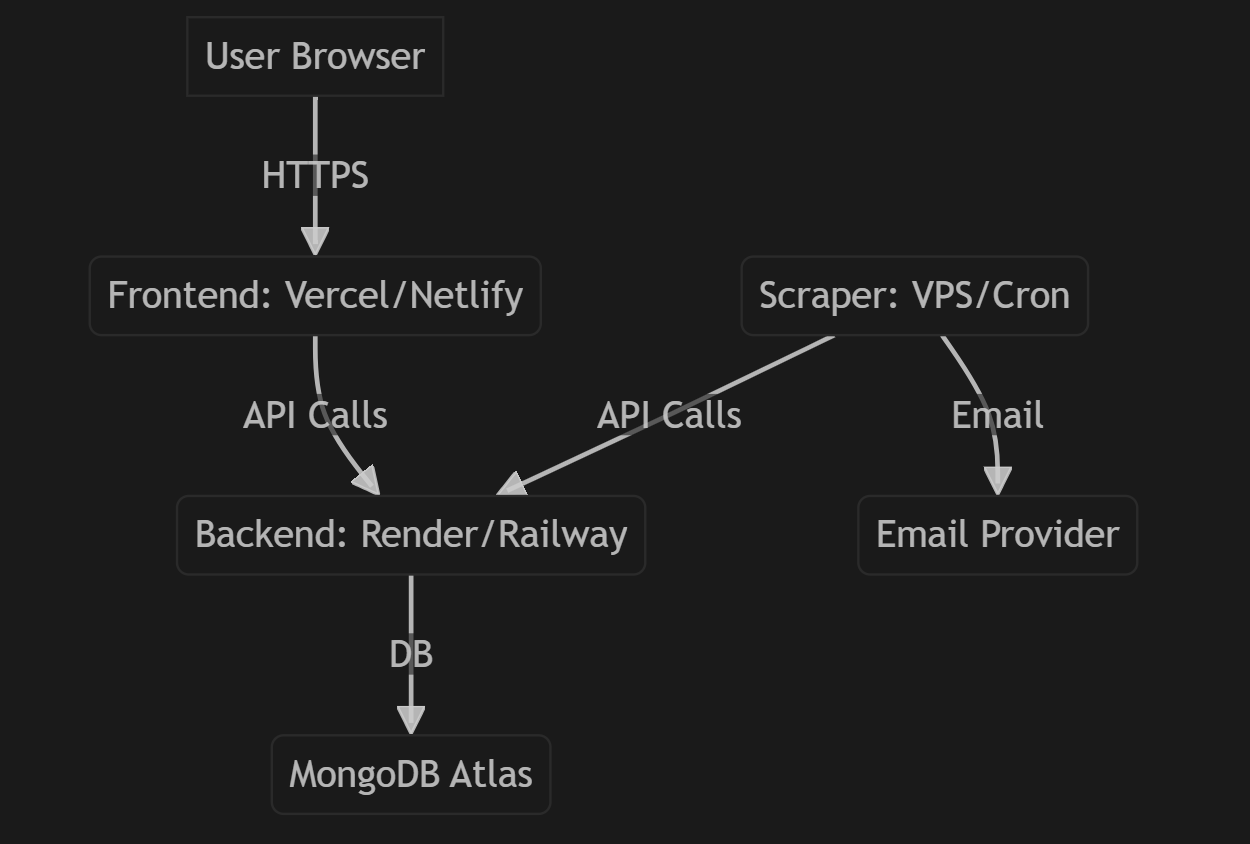 User Browser
HTTPS
Frontend: Vercel/Netlify
Scraper: VPS/Cron
API Calls
API Calls
Email
Backend: Render/Railway
Email Provider
DB
MongoDB Atlas